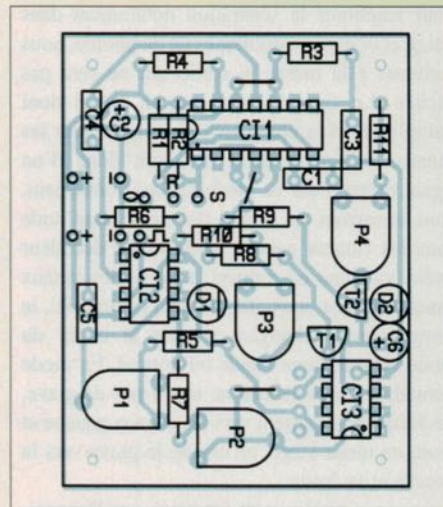 R4
R3
C4
+
C2
R1
R2
CI1
C3
R11
C1
+
S
R6
R9
+
R10
R8
P4
CI2
D1
T2
D2
C5
P3
T1
+
C6
R5
CI3
P1
R7
P2